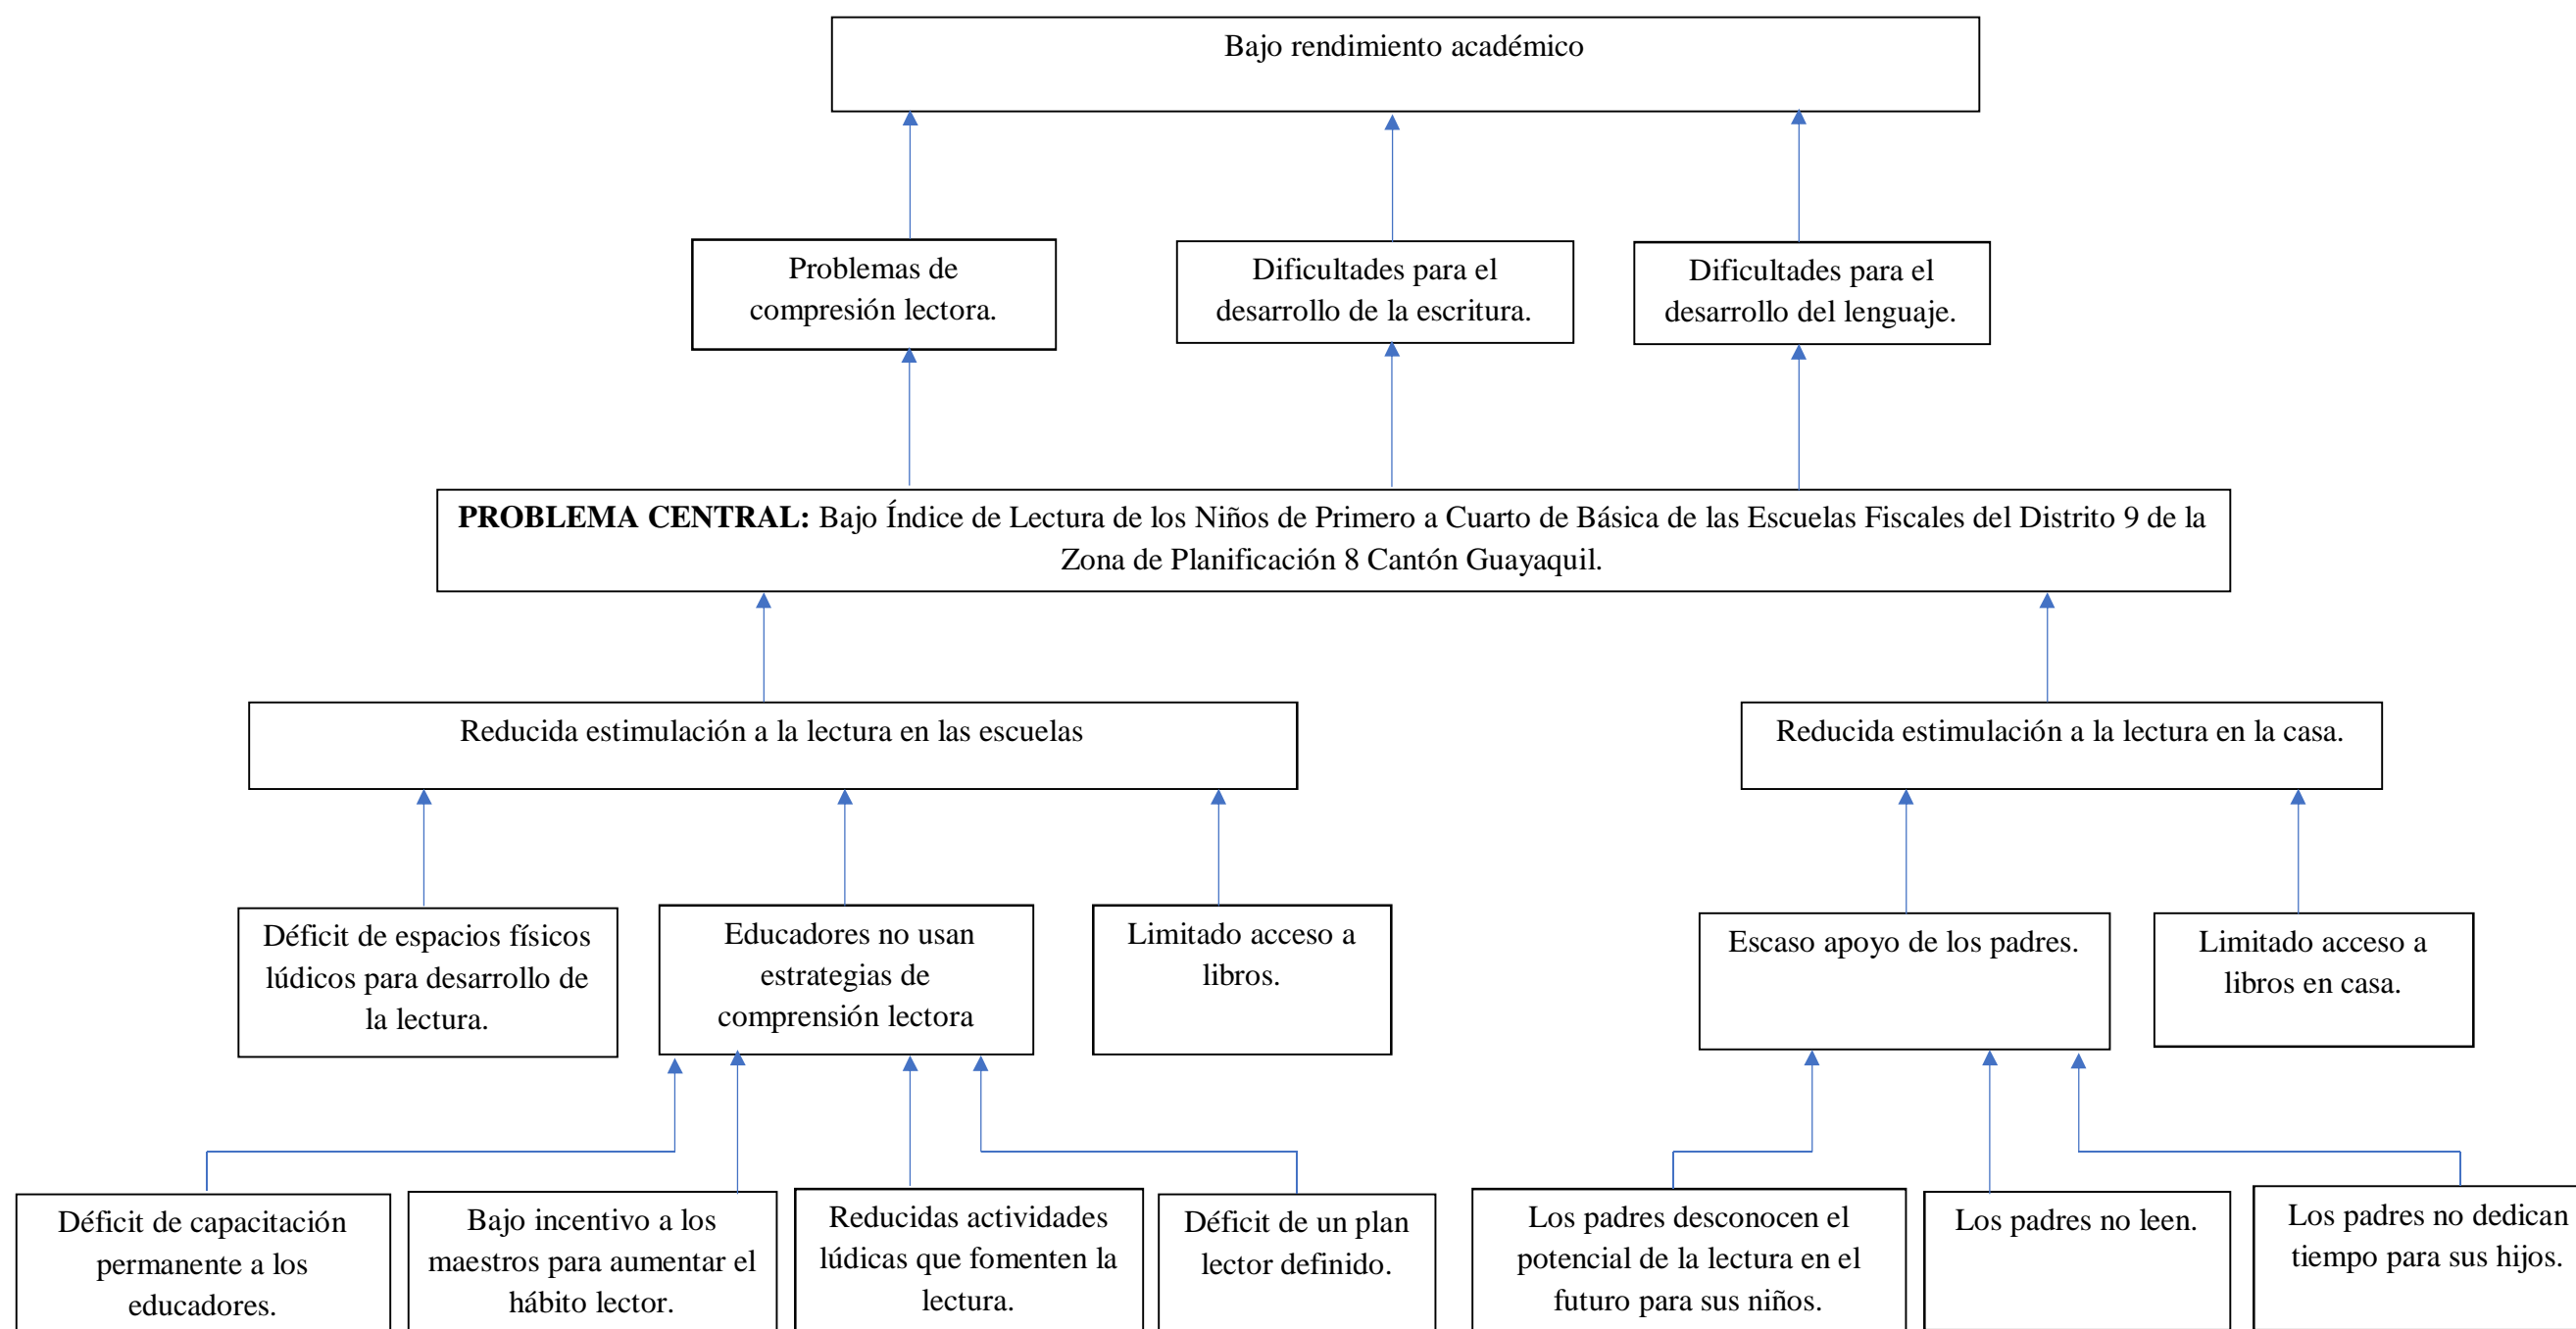 Bajo rendimiento académico
Problemas de
compresión lectora.
Dificultades para el
desarrollo de la escritura.
Dificultades para el
desarrollo del lenguaje.
PROBLEMA CENTRAL: Bajo Índice de Lectura de los Niños de Primero a Cuarto de Básica de las Escuelas Fiscales del Distrito 9 de la
Zona de Planificación 8 Cantón Guayaquil.
Reducida estimulación a la lectura en las escuelas
Reducida estimulación a la lectura en la casa.
Déficit de espacios físicos
lúdicos para desarrollo de
la lectura.
Educadores no usan
estrategias de
comprensión lectora
Limitado acceso a
libros.
Escaso apoyo de los padres.
Limitado acceso a
libros en casa.
Déficit de capacitación
permanente a los
educadores.
Bajo incentivo a los
maestros para aumentar el
hábito lector.
Reducidas actividades
lúdicas que fomenten la
lectura.
Déficit de un plan
lector definido.
Los padres desconocen el
potencial de la lectura en el
futuro para sus niños.
Los padres no leen.
Los padres no dedican
tiempo para sus hijos.